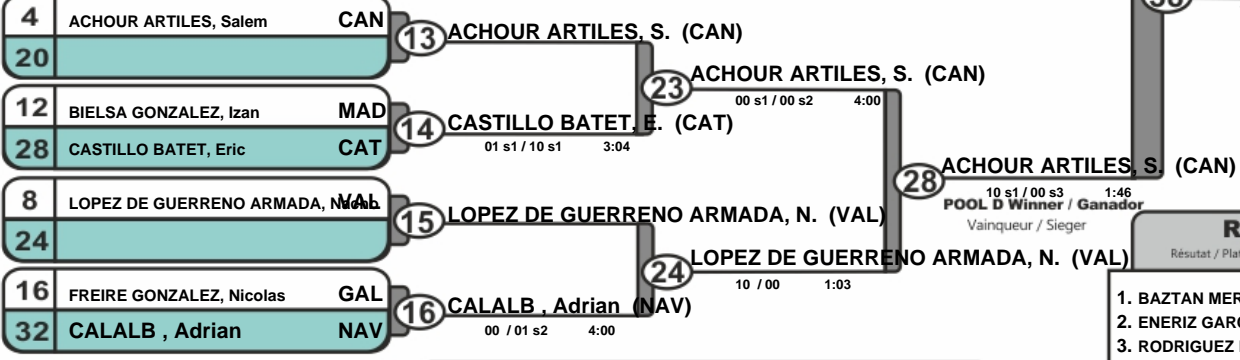 4 ACHOUR ARTILES, Salem CAN
20
13 ACHOUR ARTILES, S. (CAN)
12 BIELSA GONZALEZ, Izan MAD
28 CASTILLO BATET, Eric CAT
14 CASTILLO BATET, E. (CAT)
01 s1 / 10 s1 3:04
23 ACHOUR ARTILES, S. (CAN)
00 s1 / 00 s2 4:00
8 LOPEZ DE GUERRENO ARMADA, Nacho VAL
24
15 LOPEZ DE GUERRENO ARMADA, N. (VAL)
16 FREIRE GONZALEZ, Nicolas GAL
32 CALALB , Adrian NAV
16 CALALB , Adrian (NAV)
00 / 01 s2 4:00
24 LOPEZ DE GUERRENO ARMADA, N. (VAL)
10 / 00 1:03
28 ACHOUR ARTILES, S. (CAN)
10 s1 / 00 s3 1:46
POOL D Winner / Ganador
Vainqueur / Sieger
R
Résutat / Plat
1. BAZTAN MER
2. ENERIZ GARC
3. RODRIGUEZ